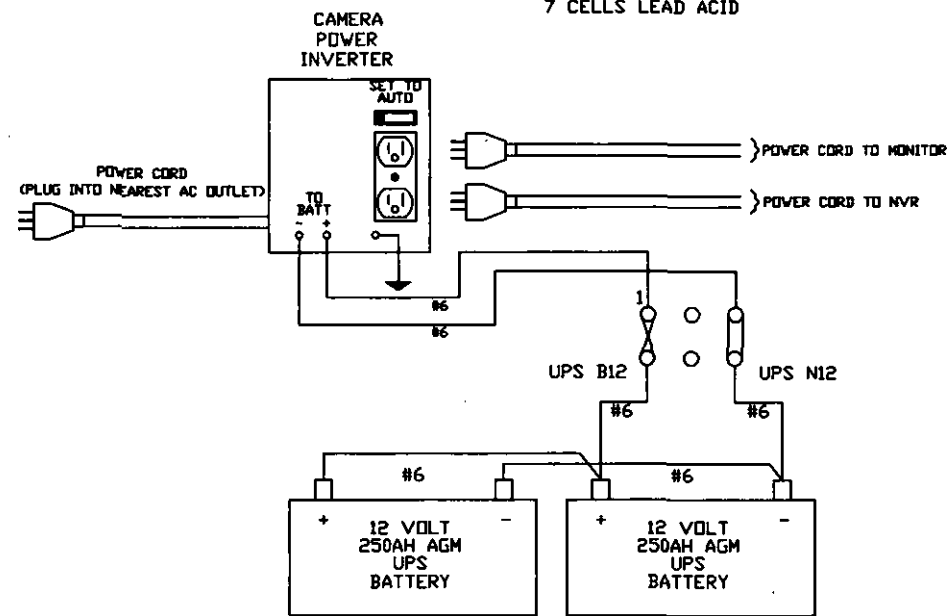 7 CELLS LEAD ACID
CAMERA
POWER
INVERTER
SET TO
AUTO
POWER CORD
(PLUG INTO NEAREST AC OUTLET)
TO
BATT
- +
POWER CORD TO MONITOR
POWER CORD TO NVR
#6
#6
1
UPS B12
UPS N12
#6
#6
#6
#6
+ -
12 VOLT
250AH AGM
UPS
BATTERY
+ -
12 VOLT
250AH AGM
UPS
BATTERY